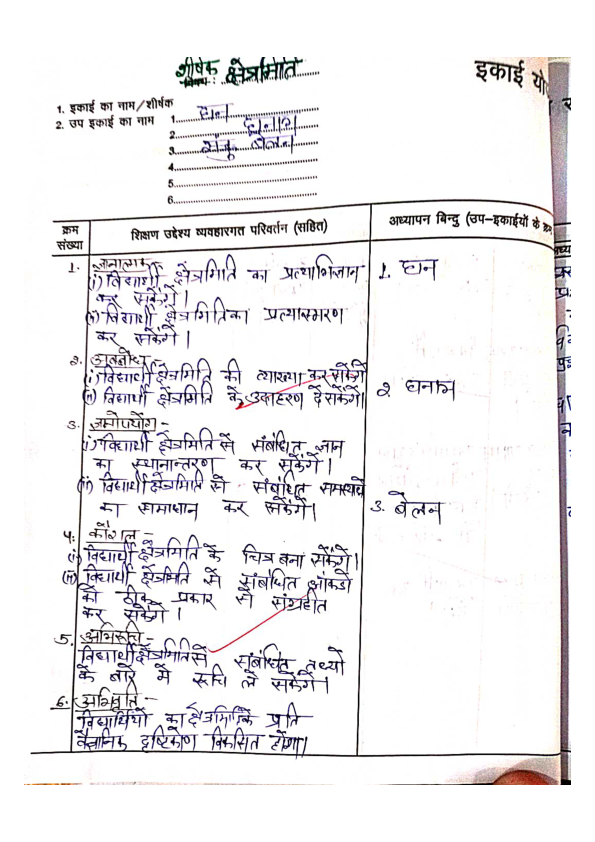 शीर्षक क्षेत्रमिति
इकाई यो
1. इकाई का नाम/शीर्षक
2. उप इकाई का नाम
1. घन
2. घनाभ
3. बेलन
4.
5.
6.
क्रम संख्या
शिक्षण उद्देश्य व्यवहारगत परिवर्तन (सहित)
अध्यापन बिन्दु (उप-इकाईयों के क्रम
1. ज्ञानात्मक
(i) विद्यार्थी क्षेत्रमिति का प्रत्याभिज्ञान
कर सकेंगे।
(ii) विद्यार्थी क्षेत्रमिति का प्रत्यास्मरण
कर सकेंगे।
1. घन
2. अवबोध -
(i) विद्यार्थी क्षेत्रमिति की व्याख्या कर सकेंगे
(ii) विद्यार्थी क्षेत्रमिति के उदाहरण दे सकेंगे।
2 घनाभ
3. ज्ञानोपयोग -
(i) विद्यार्थी क्षेत्रमिति से संबंधित ज्ञान
का स्थानान्तरण कर सकेंगे।
(ii) विद्यार्थी क्षेत्रमिति से संबंधित समस्याओं
का समाधान कर सकेंगे।
3. बेलन
4. कौशल -
(i) विद्यार्थी क्षेत्रमिति के चित्र बना सकेंगे।
(ii) विद्यार्थी क्षेत्रमिति से संबंधित आंकडो
को ठीक प्रकार से संग्रहीत
कर सकेंगे।
5. अभिरूचि -
विद्यार्थी क्षेत्रमिति से संबंधित तथ्यों
के बारे में रूचि ले सकेंगे।
6. अभिवृति -
विद्यार्थियों का क्षेत्रमिति के प्रति
वैज्ञानिक दृष्टिकोण विकसित होगा।